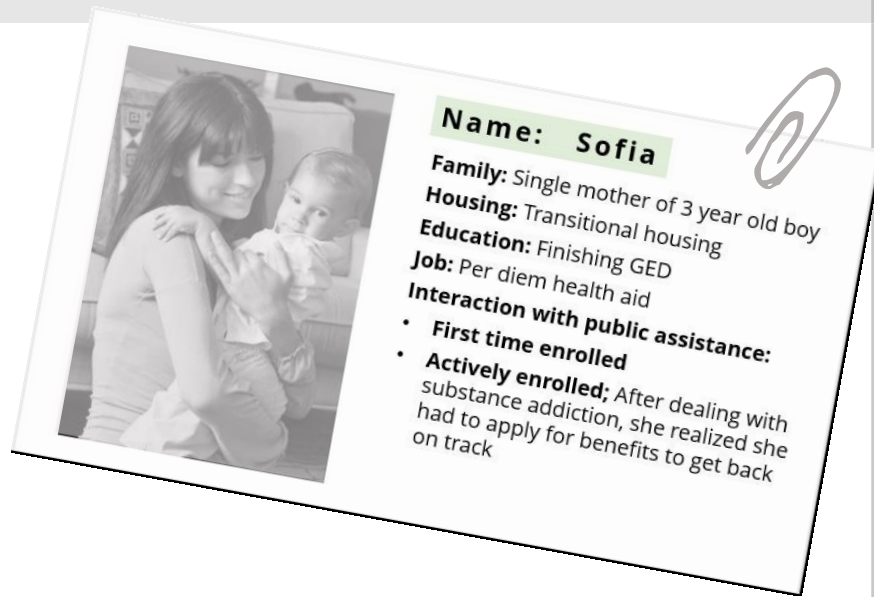 Name: Sofia
Family: Single mother of 3 year old boy
Housing: Transitional housing
Education: Finishing GED
Job: Per diem health aid
Interaction with public assistance:
• First time enrolled
• Actively enrolled; After dealing with
substance addiction, she realized she
had to apply for benefits to get back
on track